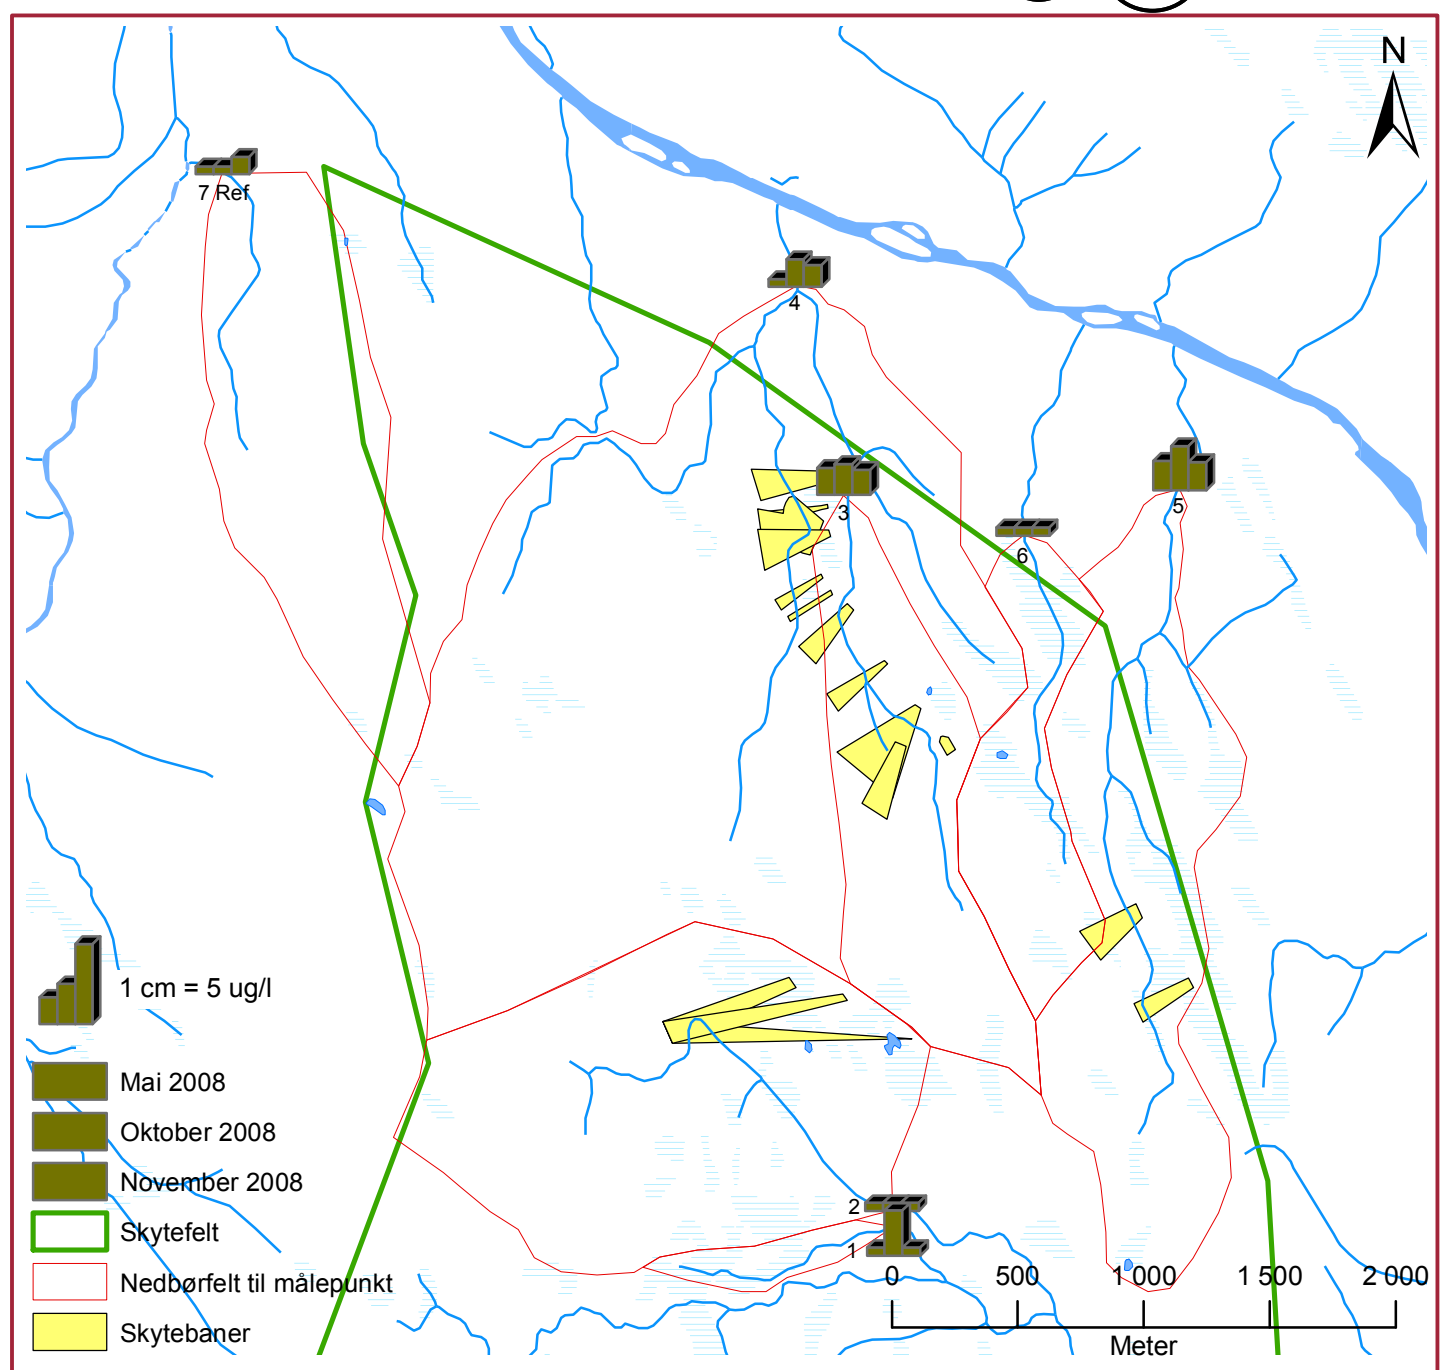 N
7 Ref
4
3
5
6
1 cm = 5 ug/l
Mai 2008
Oktober 2008
November 2008
Skytefelt
Nedbørfelt til målepunkt
Skytebaner
2
1
0 500 1 000 1 500 2 000
Meter